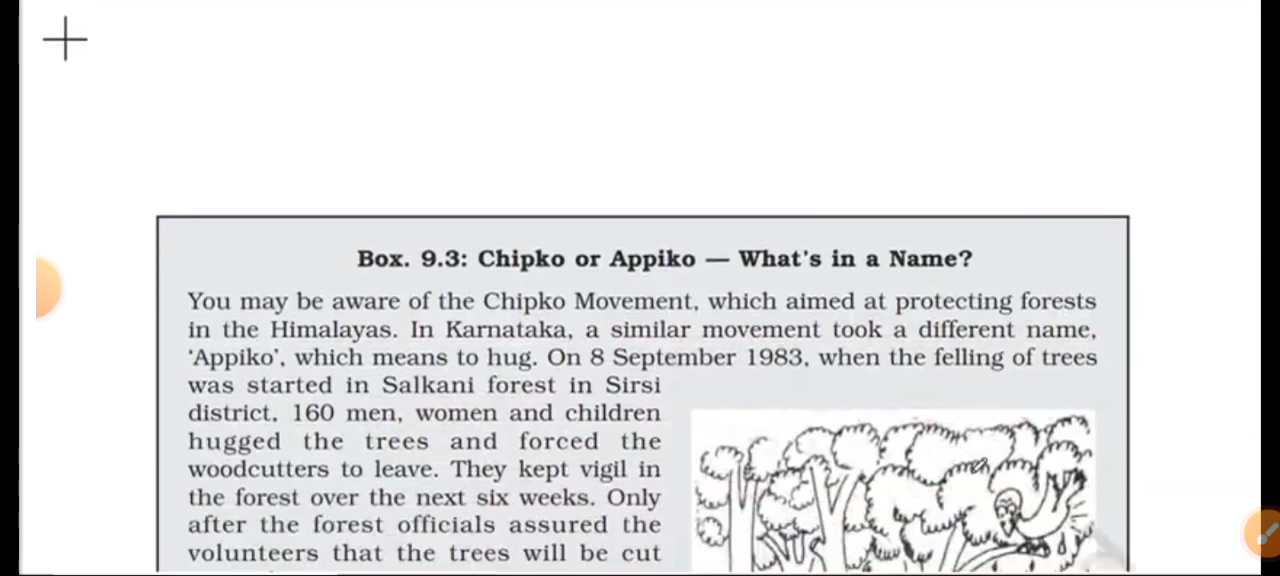 Box. 9.3: Chipko or Appiko — What's in a Name?
You may be aware of the Chipko Movement, which aimed at protecting forests
in the Himalayas. In Karnataka, a similar movement took a different name,
‘Appiko’, which means to hug. On 8 September 1983, when the felling of trees
was started in Salkani forest in Sirsi
district, 160 men, women and children
hugged the trees and forced the
woodcutters to leave. They kept vigil in
the forest over the next six weeks. Only
after the forest officials assured the
volunteers that the trees will be cut